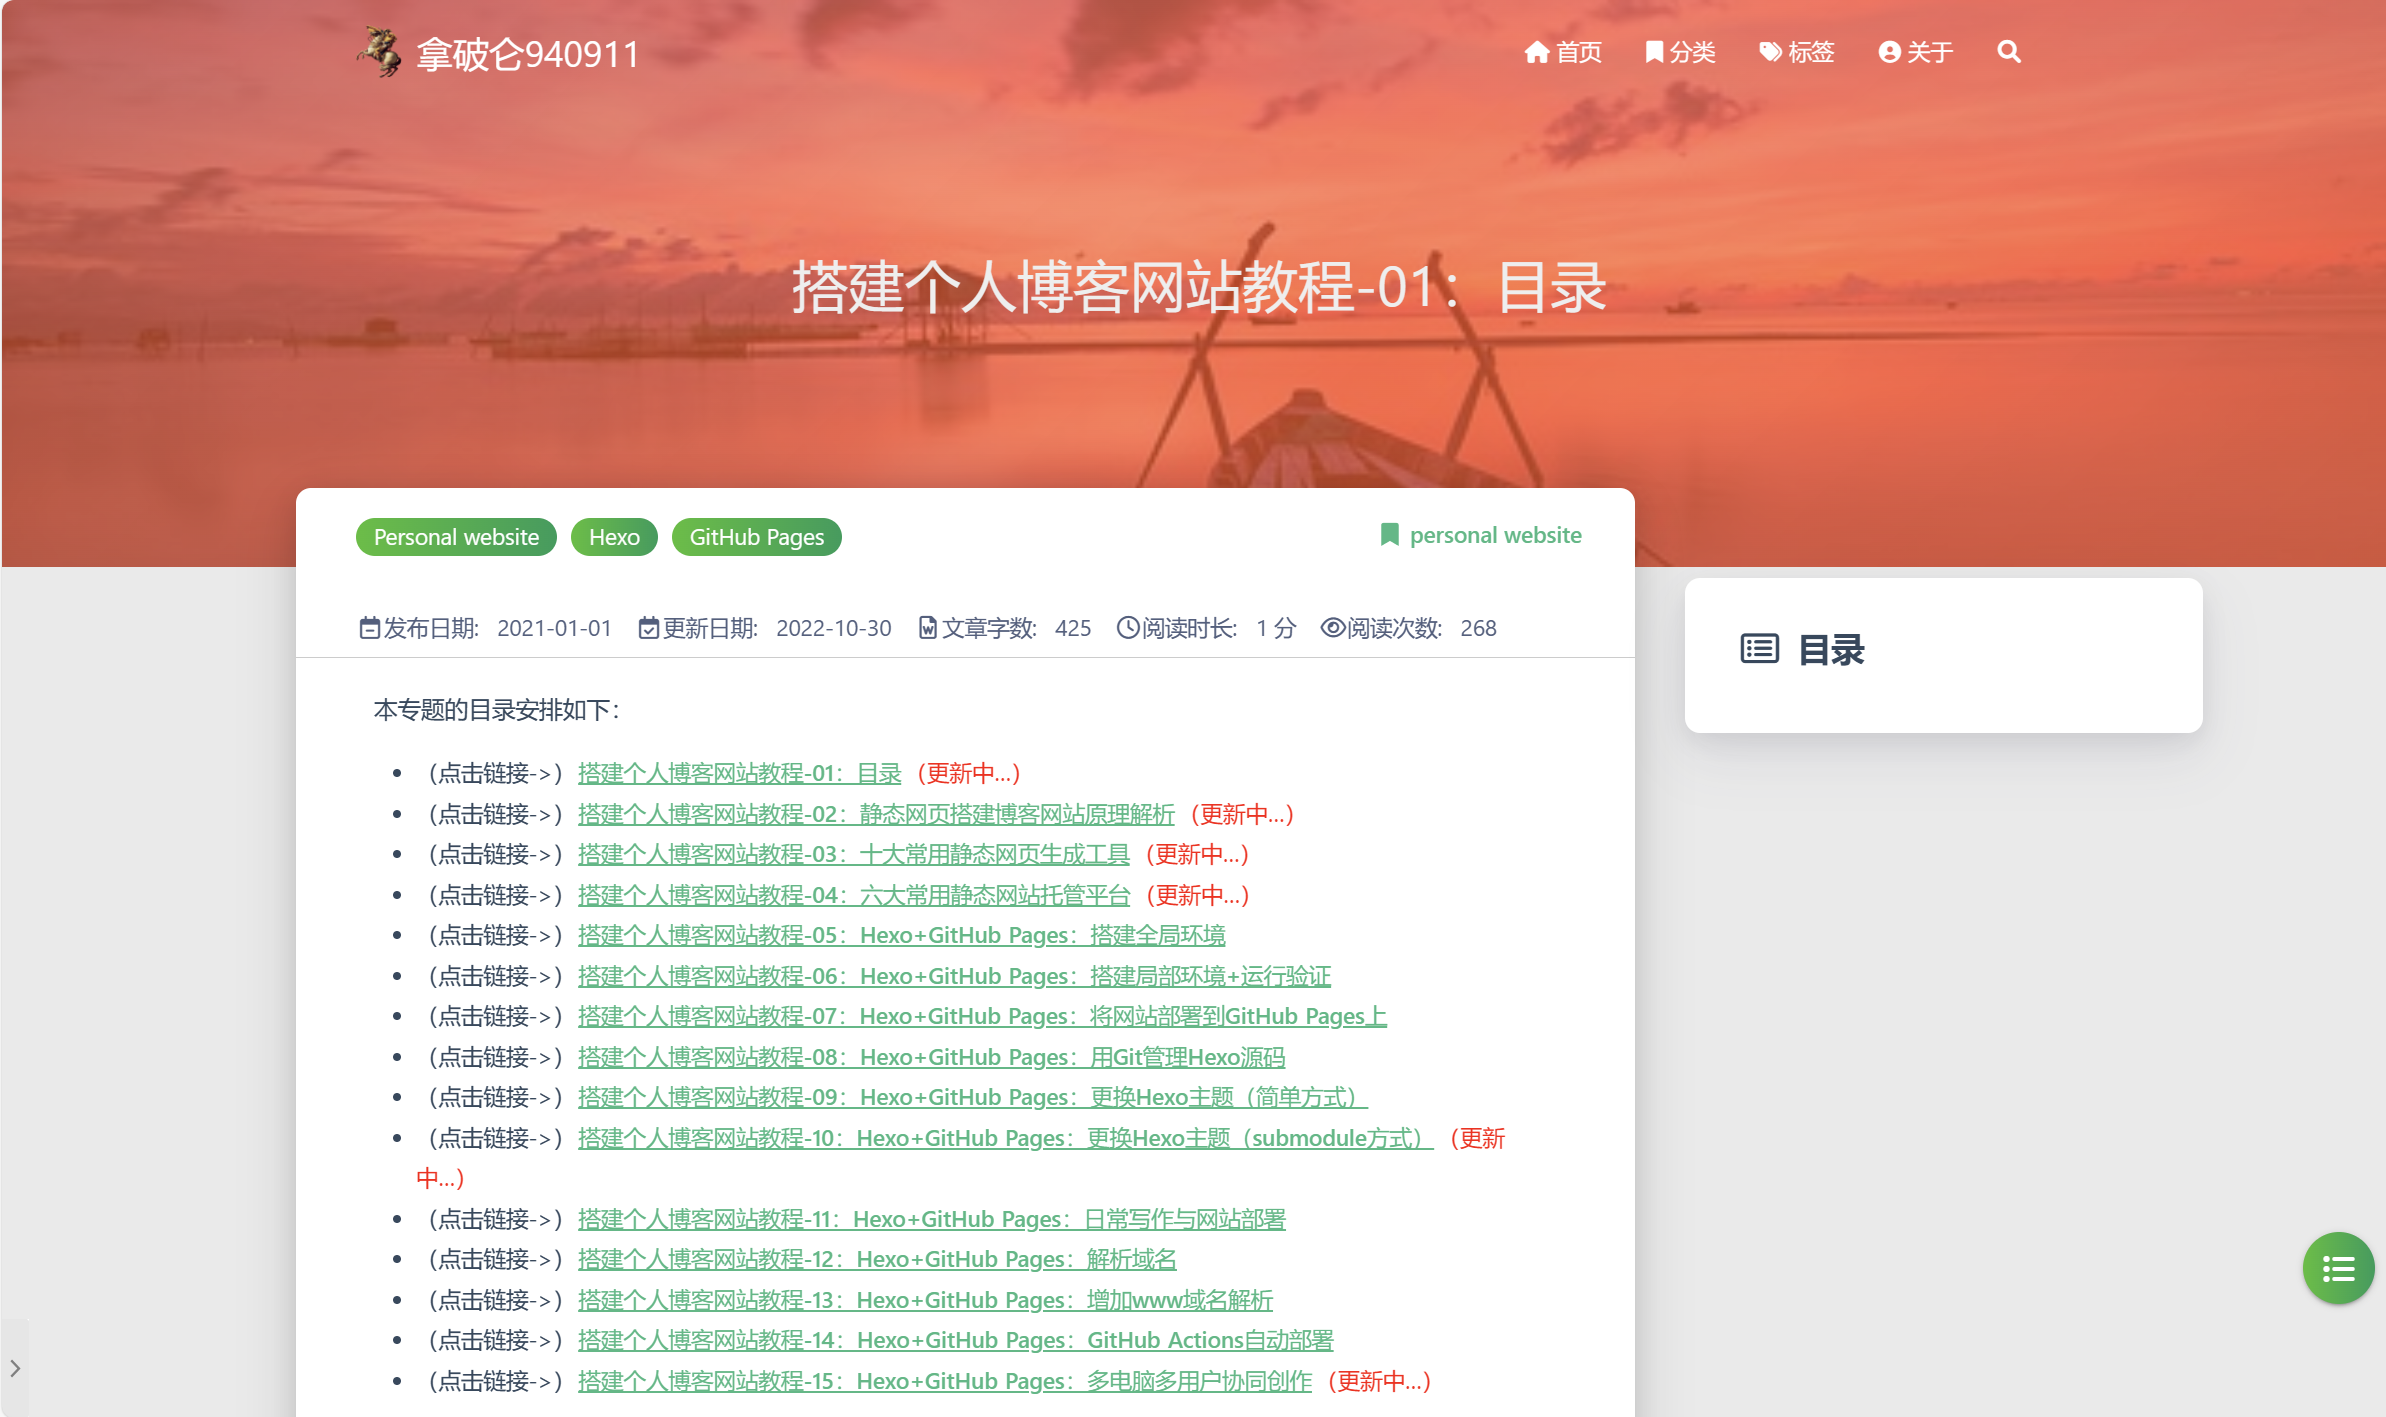 拿破仑940911
首页 分类 标签 关于
搭建个人博客网站教程-01：目录
Personal website Hexo GitHub Pages personal website
发布日期: 2021-01-01 更新日期: 2022-10-30 文章字数: 425 阅读时长: 1 分 阅读次数: 268
目录
本专题的目录安排如下：
（点击链接->）搭建个人博客网站教程-01：目录（更新中...）
（点击链接->）搭建个人博客网站教程-02：静态网页搭建博客网站原理解析（更新中...）
（点击链接->）搭建个人博客网站教程-03：十大常用静态网页生成工具（更新中...）
（点击链接->）搭建个人博客网站教程-04：六大常用静态网站托管平台（更新中...）
（点击链接->）搭建个人博客网站教程-05：Hexo+GitHub Pages：搭建全局环境
（点击链接->）搭建个人博客网站教程-06：Hexo+GitHub Pages：搭建局部环境+运行验证
（点击链接->）搭建个人博客网站教程-07：Hexo+GitHub Pages：将网站部署到GitHub Pages上
（点击链接->）搭建个人博客网站教程-08：Hexo+GitHub Pages：用Git管理Hexo源码
（点击链接->）搭建个人博客网站教程-09：Hexo+GitHub Pages：更换Hexo主题（简单方式）
（点击链接->）搭建个人博客网站教程-10：Hexo+GitHub Pages：更换Hexo主题（submodule方式）（更新
中...）
（点击链接->）搭建个人博客网站教程-11：Hexo+GitHub Pages：日常写作与网站部署
（点击链接->）搭建个人博客网站教程-12：Hexo+GitHub Pages：解析域名
（点击链接->）搭建个人博客网站教程-13：Hexo+GitHub Pages：增加www域名解析
（点击链接->）搭建个人博客网站教程-14：Hexo+GitHub Pages：GitHub Actions自动部署
（点击链接->）搭建个人博客网站教程-15：Hexo+GitHub Pages：多电脑多用户协同创作（更新中...）